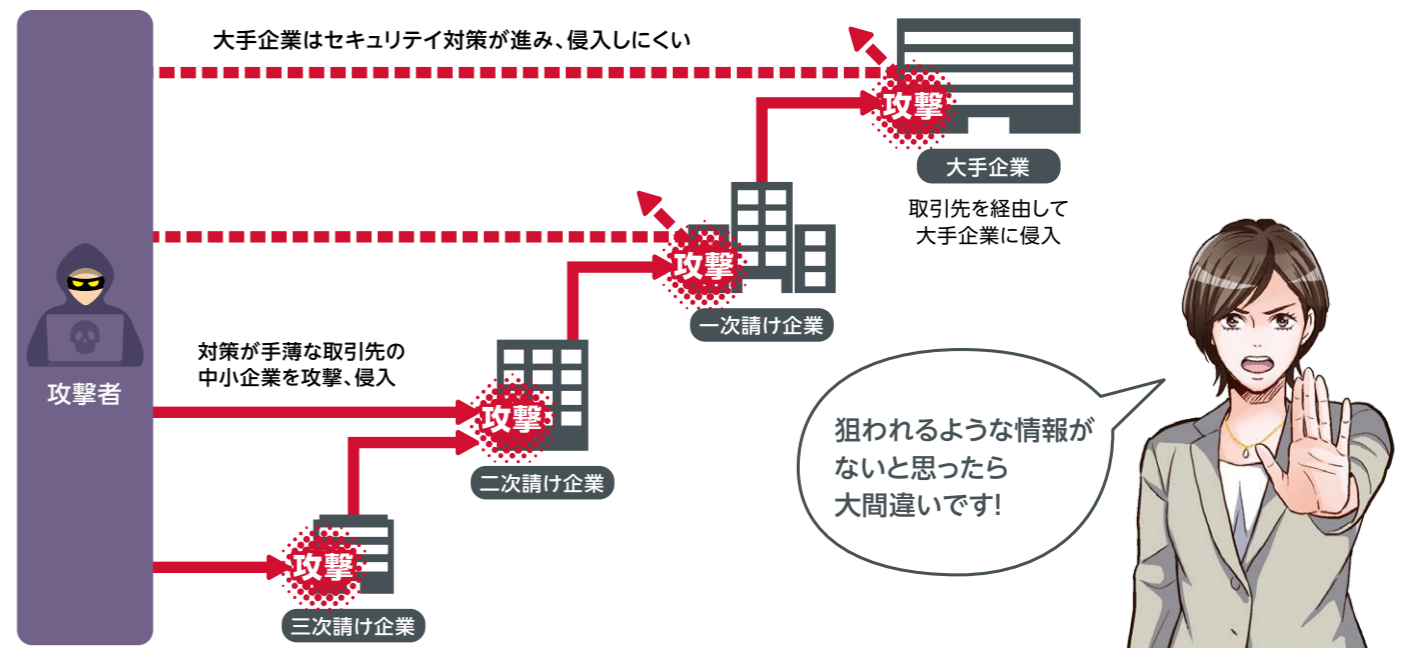 大手企業はセキュリテイ対策が進み、侵入しにくい
攻撃
大手企業
取引先を経由して
大手企業に侵入
攻撃
一次請け企業
攻撃者
対策が手薄な取引先の
中小企業を攻撃、侵入
攻撃
二次請け企業
攻撃
三次請け企業
狙われるような情報が
ないと思ったら
大間違いです!